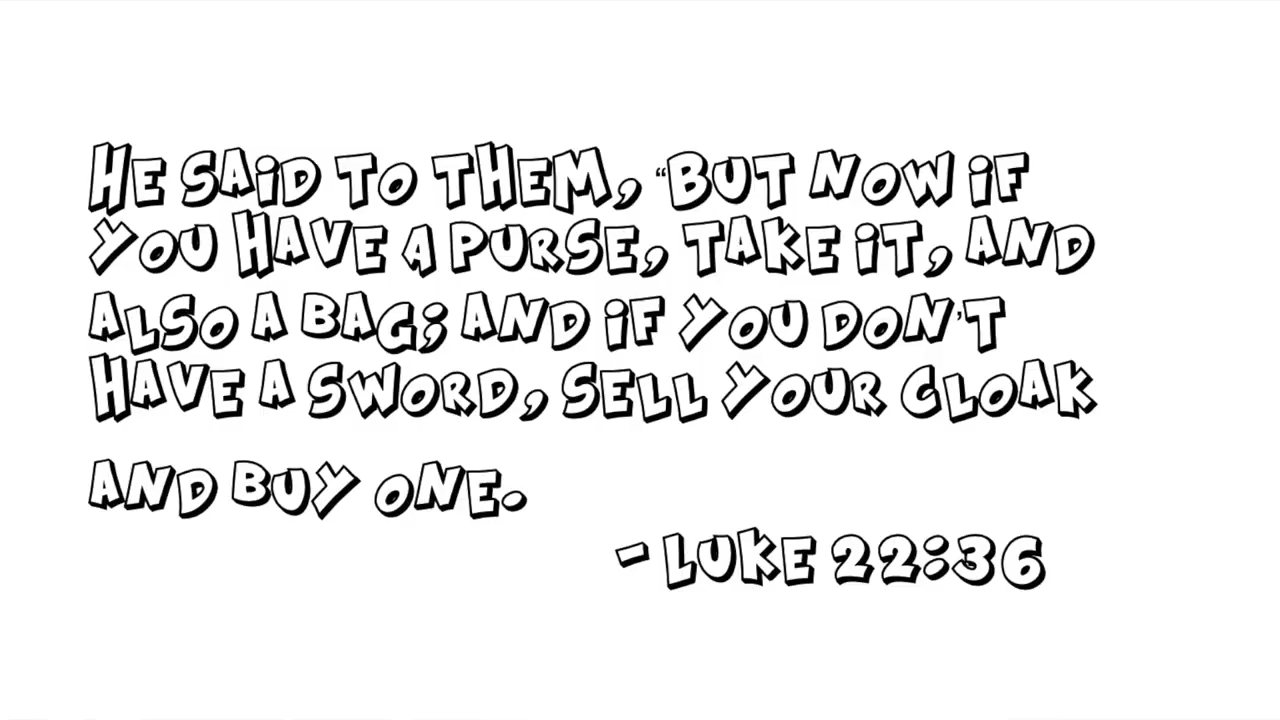 HE SAID TO THEM, “BUT NOW IF
YOU HAVE A PURSE, TAKE IT, AND
ALSO A BAG; AND IF YOU DON’T
HAVE A SWORD, SELL YOUR CLOAK
AND BUY ONE.
- LUKE 22:36